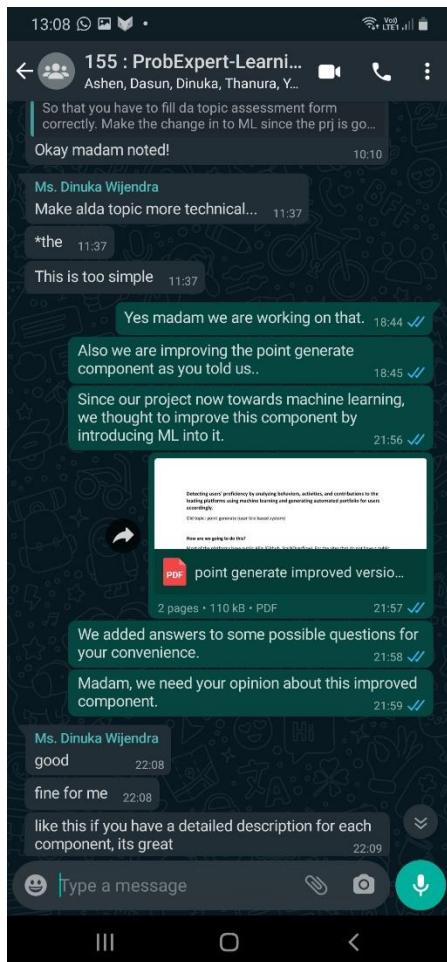 13:08
Vo)) LTE1
155 : ProbExpert-Learni...
Ashen, Dasun, Dinuka, Thanura, Y...
So that you have to fill da topic assessment form
correctly. Make the change in to ML since the prj is go...
Okay madam noted!
10:10
Ms. Dinuka Wijendra
Make alda topic more technical...
11:37
*the
11:37
This is too simple
11:37
Yes madam we are working on that.
18:44
Also we are improving the point generate
component as you told us..
18:45
Since our project now towards machine learning,
we thought to improve this component by
introducing ML into it.
21:56
Detecting users' proficiency by analyzing behaviors, activities, and contributions to the
leading platforms using machine learning and generating automated portfolio for users
accordingly.
Old topic : point generate
How are we going to do this?
PDF
point generate improved versio...
2 pages • 110 kB • PDF
21:57
We added answers to some possible questions for
your convenience.
21:58
Madam, we need your opinion about this improved
component.
21:59
Ms. Dinuka Wijendra
good
22:08
fine for me
22:08
like this if you have a detailed description for each
component, its great
22:09
Type a message